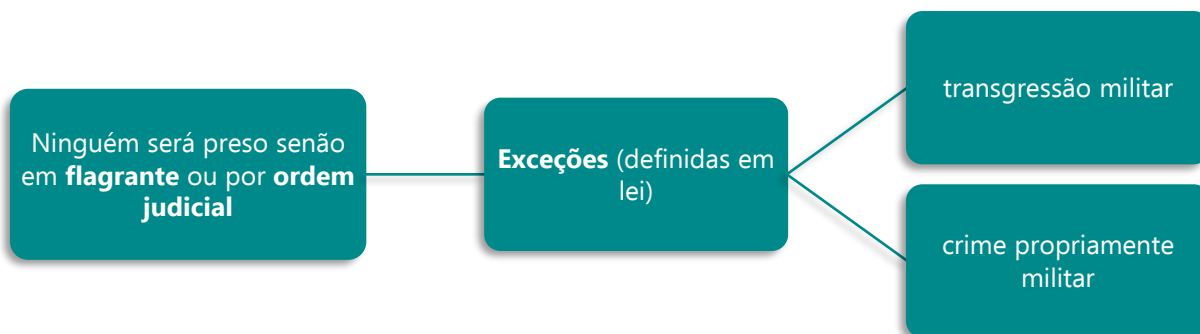 Ninguém será preso senão
em flagrante ou por ordem
judicial
Exceções (definidas em
lei)
transgressão militar
crime propriamente
militar